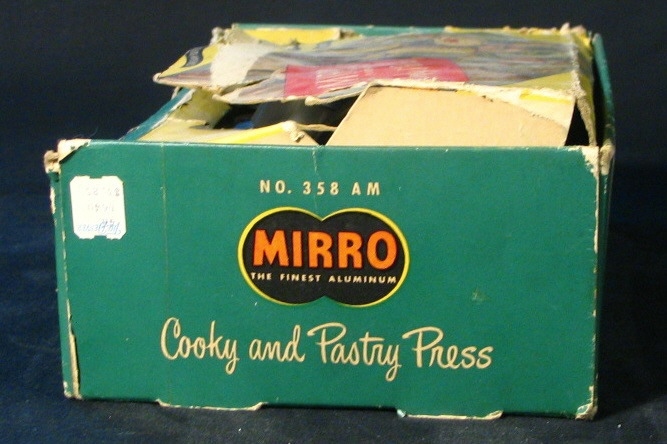 NO. 358 AM
MIRRO
THE FINEST ALUMINUM
Cooky and Pastry Press